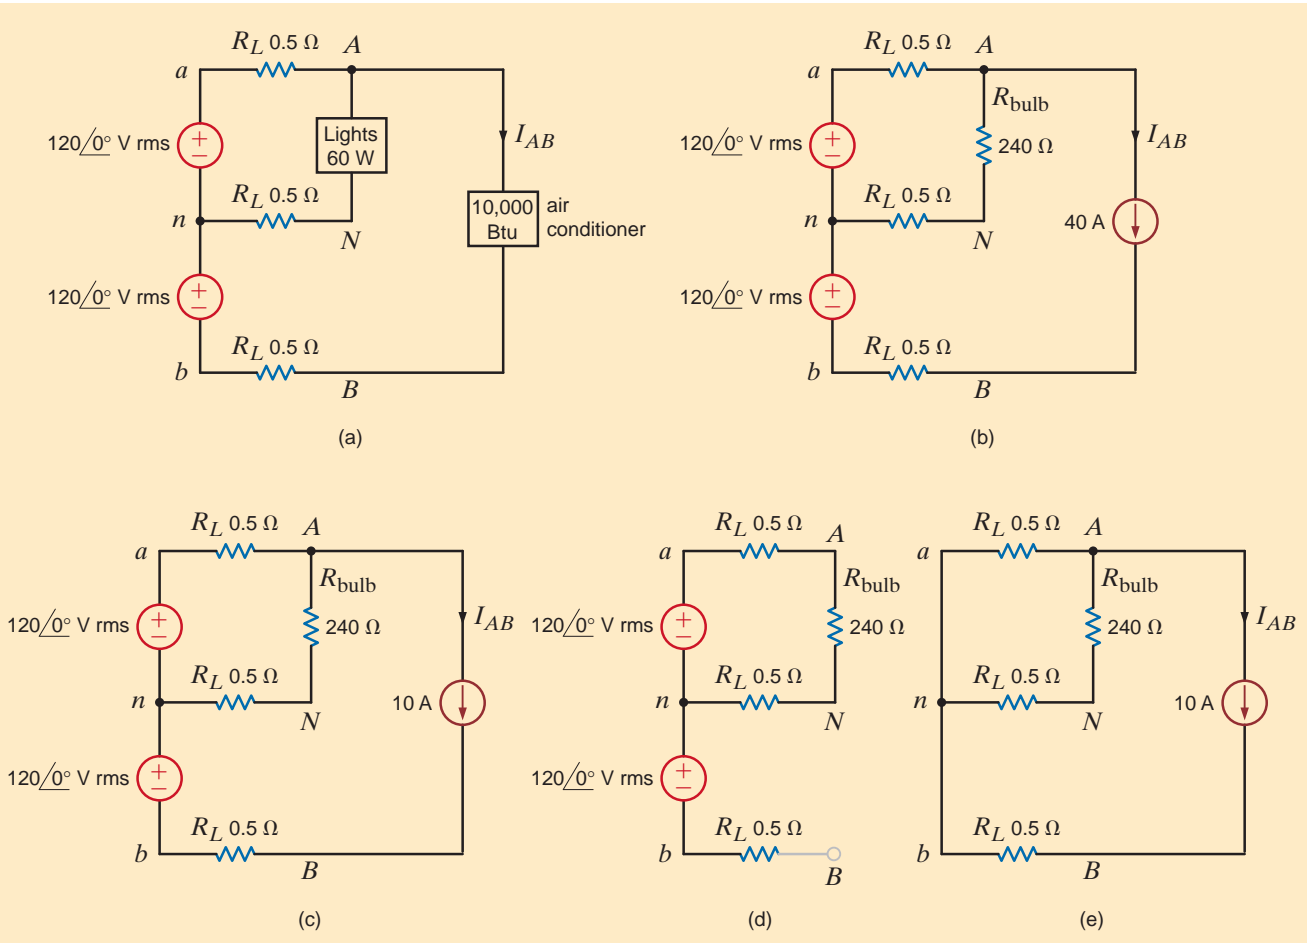 R_L 0.5 Ω
A
a
120/0° V rms
+
−
Lights
60 W
I_AB
R_L 0.5 Ω
n
N
10,000
Btu
air
conditioner
120/0° V rms
+
−
R_L 0.5 Ω
b
B
(a)
R_L 0.5 Ω
A
a
R_bulb
120/0° V rms
+
−
240 Ω
I_AB
R_L 0.5 Ω
n
N
40 A
120/0° V rms
+
−
R_L 0.5 Ω
b
B
(b)
R_L 0.5 Ω
A
a
R_bulb
120/0° V rms
+
−
240 Ω
I_AB
R_L 0.5 Ω
n
N
10 A
120/0° V rms
+
−
R_L 0.5 Ω
b
B
(c)
R_L 0.5 Ω
A
a
R_bulb
120/0° V rms
+
−
240 Ω
R_L 0.5 Ω
n
N
120/0° V rms
+
−
R_L 0.5 Ω
b
B
(d)
R_L 0.5 Ω
A
a
R_bulb
240 Ω
I_AB
R_L 0.5 Ω
n
N
10 A
R_L 0.5 Ω
b
B
(e)